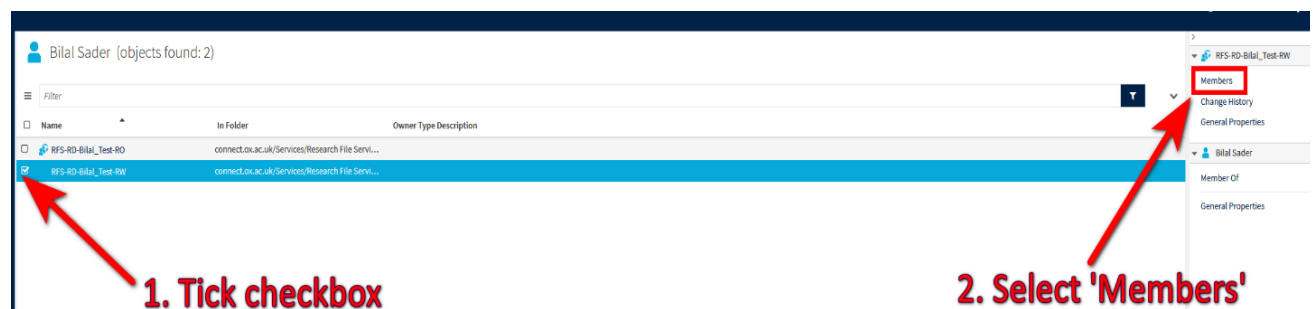 Bilal Sader (objects found: 2)
Filter
Name In Folder Owner Type Description
RFS-RD-Bilal_Test-RO connect.ox.ac.uk/Services/Research File Servi...
RFS-RD-Bilal_Test-RW connect.ox.ac.uk/Services/Research File Servi...
RFS-RD-Bilal_Test-RW
Members
Change History
General Properties
Bilal Sader
Member Of
General Properties
1. Tick checkbox
2. Select 'Members'